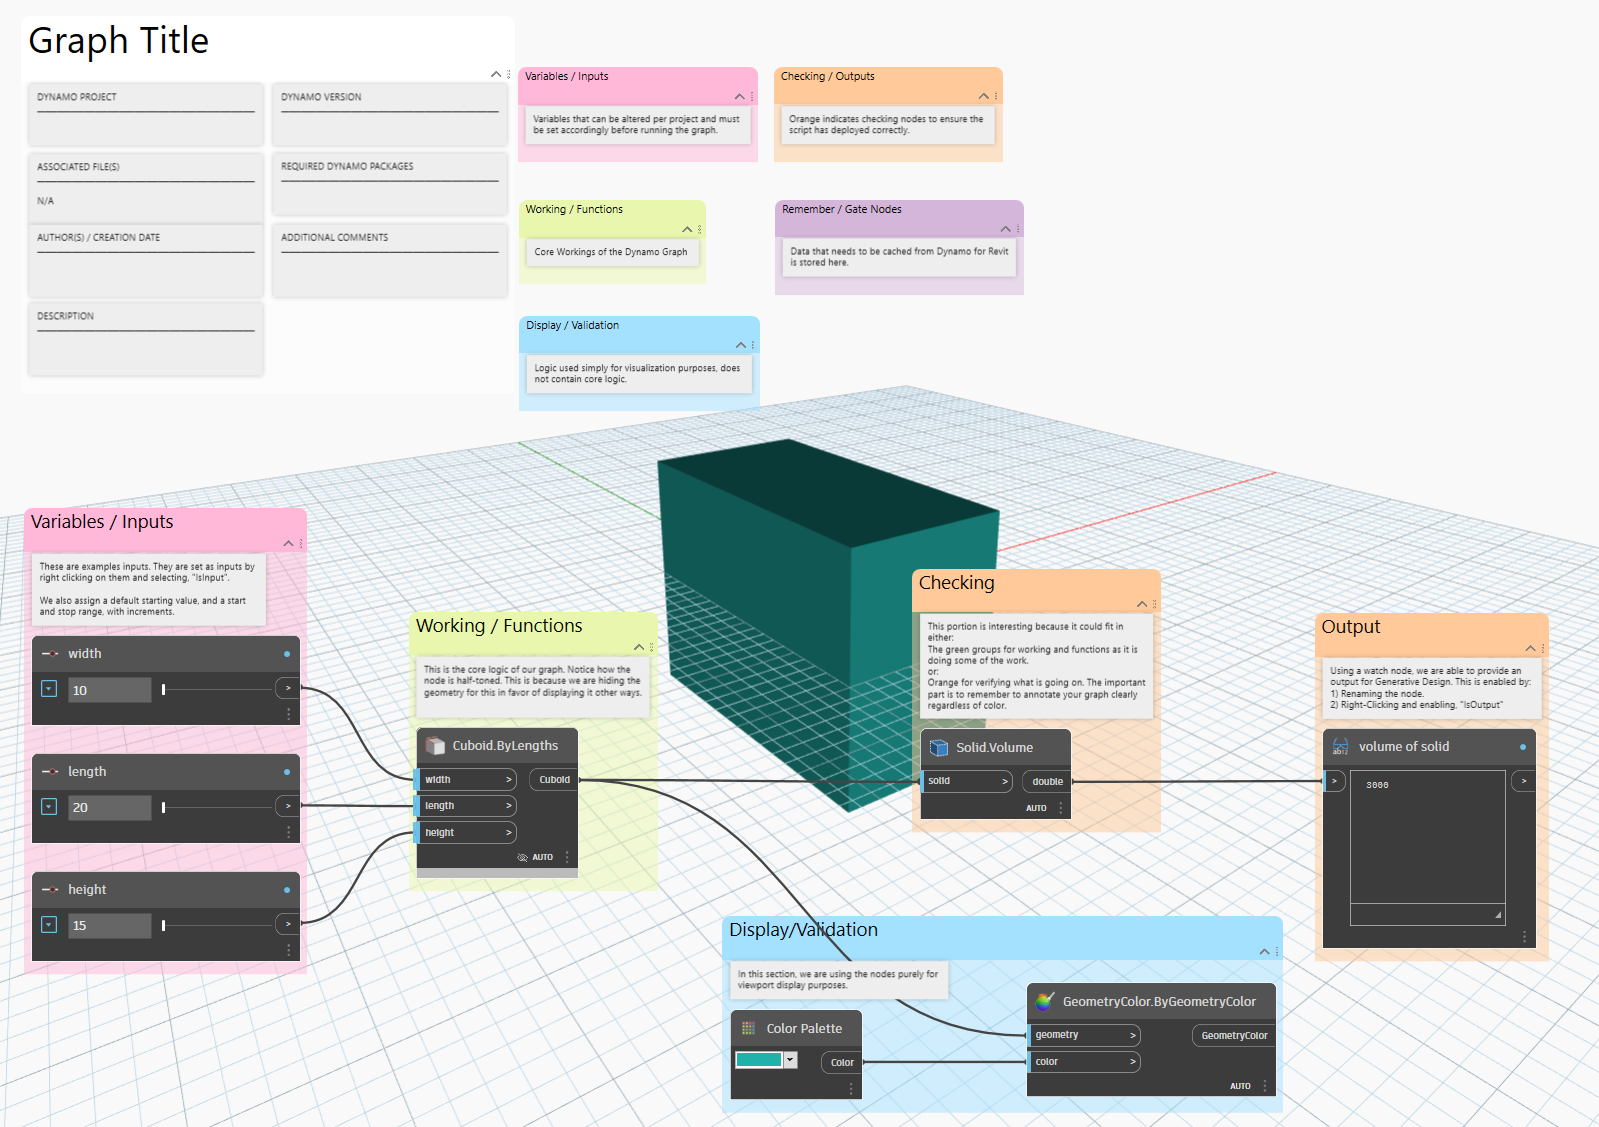 Graph Title
DYNAMO PROJECT
DYNAMO VERSION
ASSOCIATED FILE(S)
N/A
REQUIRED DYNAMO PACKAGES
AUTHOR(S) / CREATION DATE
ADDITIONAL COMMENTS
DESCRIPTION
Variables / Inputs
Variables that can be altered per project and must
be set accordingly before running the graph.
Checking / Outputs
Orange indicates checking nodes to ensure the
script has deployed correctly.
Working / Functions
Core Workings of the Dynamo Graph
Remember / Gate Nodes
Data that needs to be cached from Dynamo for Revit
is stored here.
Display / Validation
Logic used simply for visualization purposes, does
not contain core logic.
Variables / Inputs
These are examples inputs. They are set as inputs by
right clicking on them and selecting, "IsInput".
We also assign a default starting value, and a start
and stop range, with increments.
width
10
>
length
20
>
height
15
>
Working / Functions
This is the core logic of our graph. Notice how the
node is half-toned. This is because we are hiding the
geometry for this in favor of displaying it other ways.
Cuboid.ByLengths
width >
Cuboid
length >
height >
AUTO
Checking
This portion is interesting because it could fit in
either:
The green groups for working and functions as it is
doing some of the work.
or:
Orange for verifying what is going on. The important
part is to remember to annotate your graph clearly
regardless of color.
Solid.Volume
solid >
double
AUTO
Output
Using a watch node, we are able to provide an
output for Generative Design. This is enabled by:
1) Renaming the node.
2) Right-Clicking and enabling, "IsOutput"
volume of solid
>
3000
>
Display/Validation
In this section, we are using the nodes purely for
viewport display purposes.
Color Palette
Color
GeometryColor.ByGeometryColor
geometry >
GeometryColor
color >
AUTO